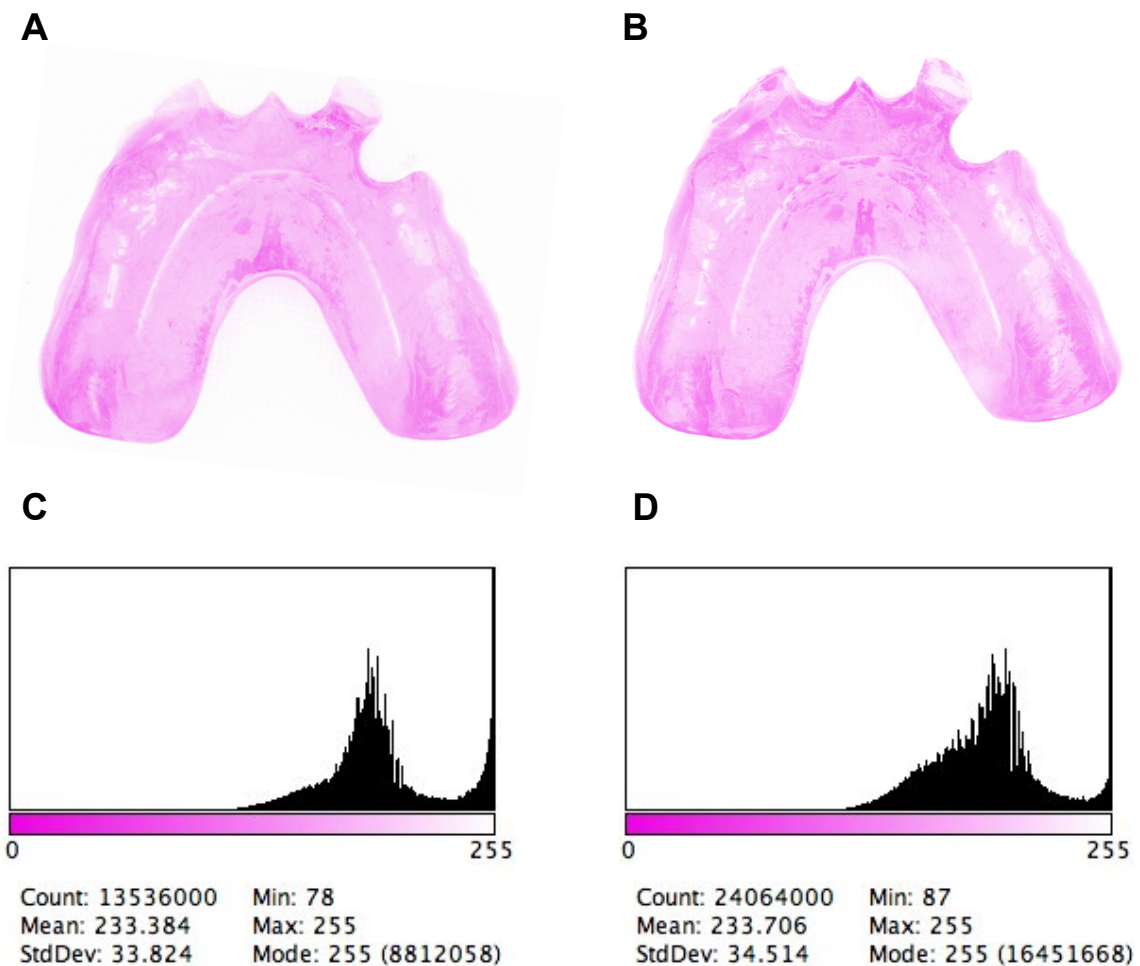 A B
C D
0 255 0 255
Count: 13536000 Min: 78 Count: 24064000 Min: 87
Mean: 233.384 Max: 255 Mean: 233.706 Max: 255
StdDev: 33.824 Mode: 255 (8812058) StdDev: 34.514 Mode: 255 (16451668)